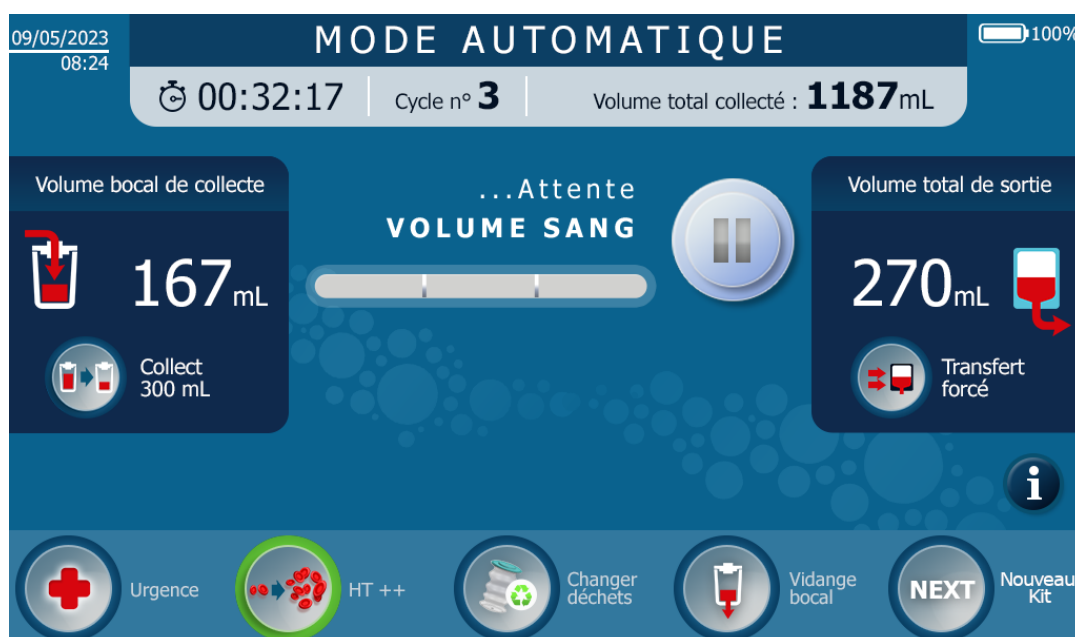 09/05/2023
08:24
MODE AUTOMATIQUE
100%
00:32:17
Cycle n° 3
Volume total collecté : 1187mL
Volume bocal de collecte
...Attente
VOLUME SANG
Volume total de sortie
167mL
270mL
Collect
300 mL
Transfert
forcé
i
Urgence
HT ++
Changer
déchets
Vidange
bocal
NEXT
Nouveau
Kit